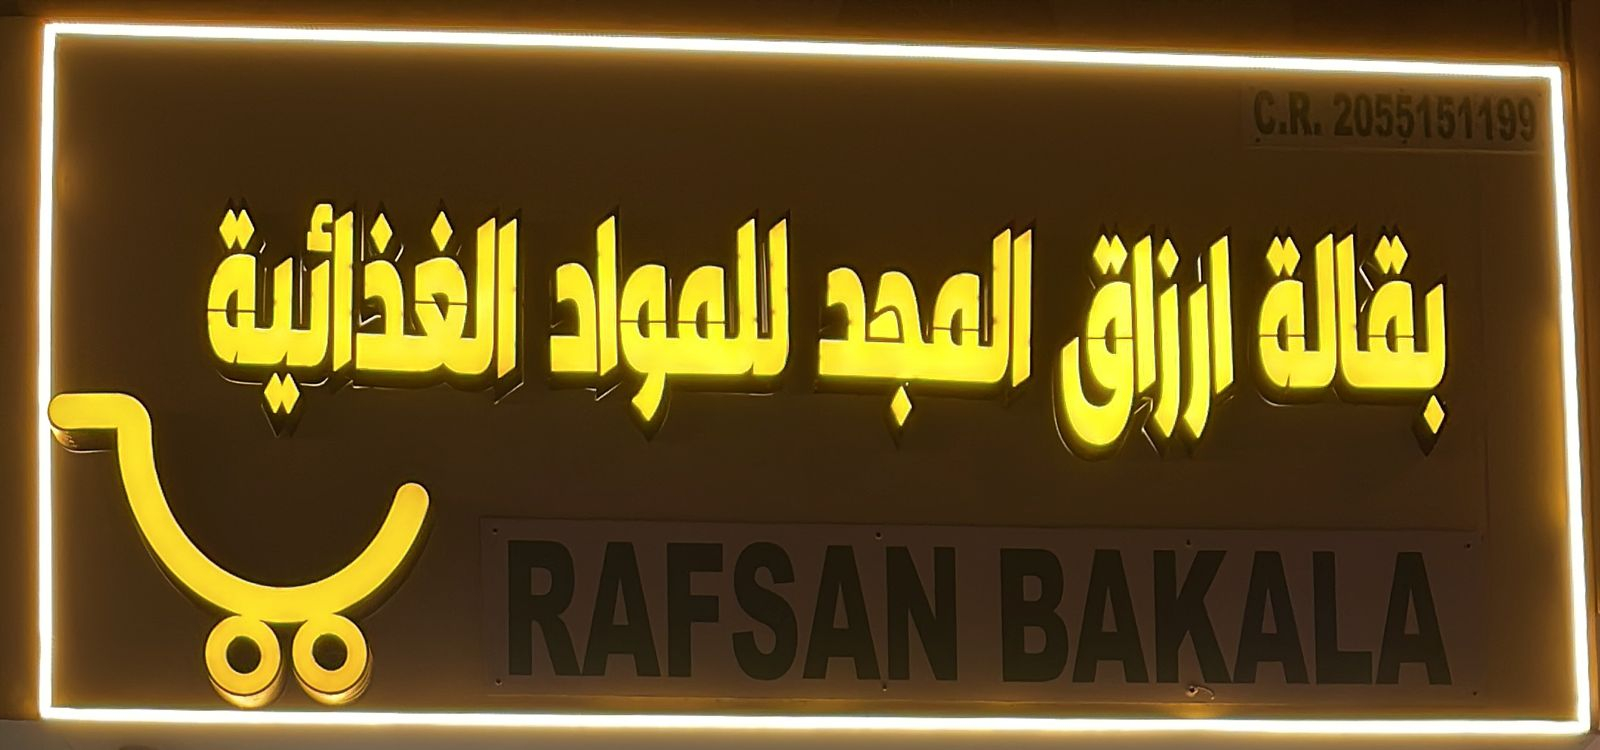 C.R. 2055151199
بقالة ارزاق المجد للمواد الغذائية
RAFSAN BAKALA